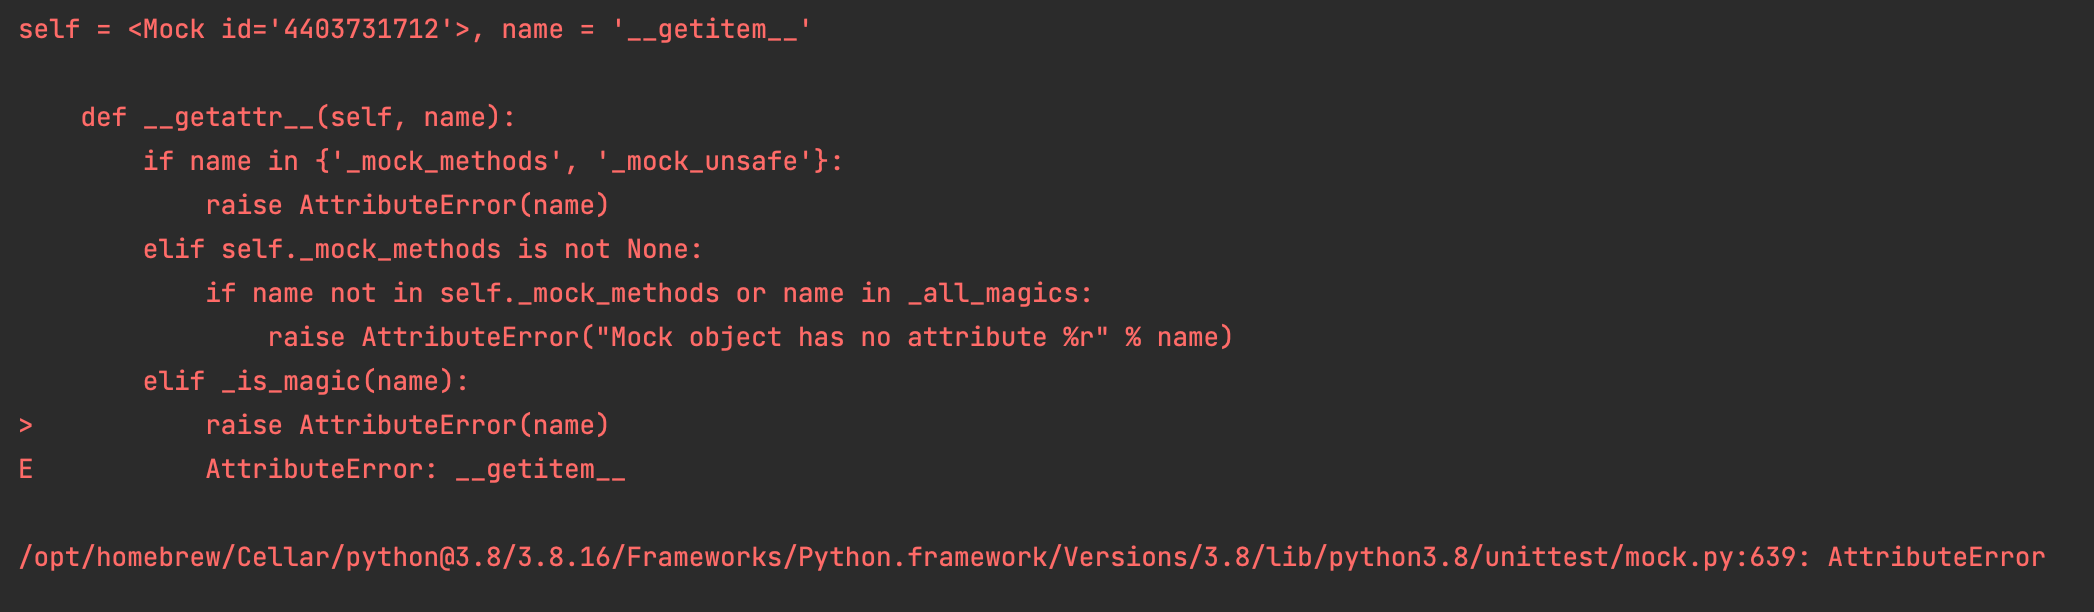 self = <Mock id='4403731712'>, name = '__getitem__'

    def __getattr__(self, name):
        if name in {'_mock_methods', '_mock_unsafe'}:
            raise AttributeError(name)
        elif self._mock_methods is not None:
            if name not in self._mock_methods or name in _all_magics:
                raise AttributeError("Mock object has no attribute %r" % name)
        elif _is_magic(name):
>           raise AttributeError(name)
E           AttributeError: __getitem__

/opt/homebrew/Cellar/python@3.8/3.8.16/Frameworks/Python.framework/Versions/3.8/lib/python3.8/unittest/mock.py:639: AttributeError